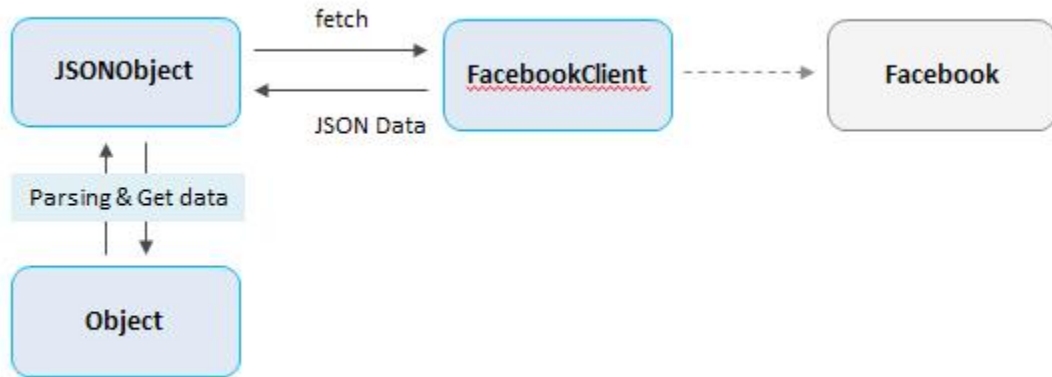 fetch
JSONObject
FacebookClient
Facebook
JSON Data
Parsing & Get data
Object